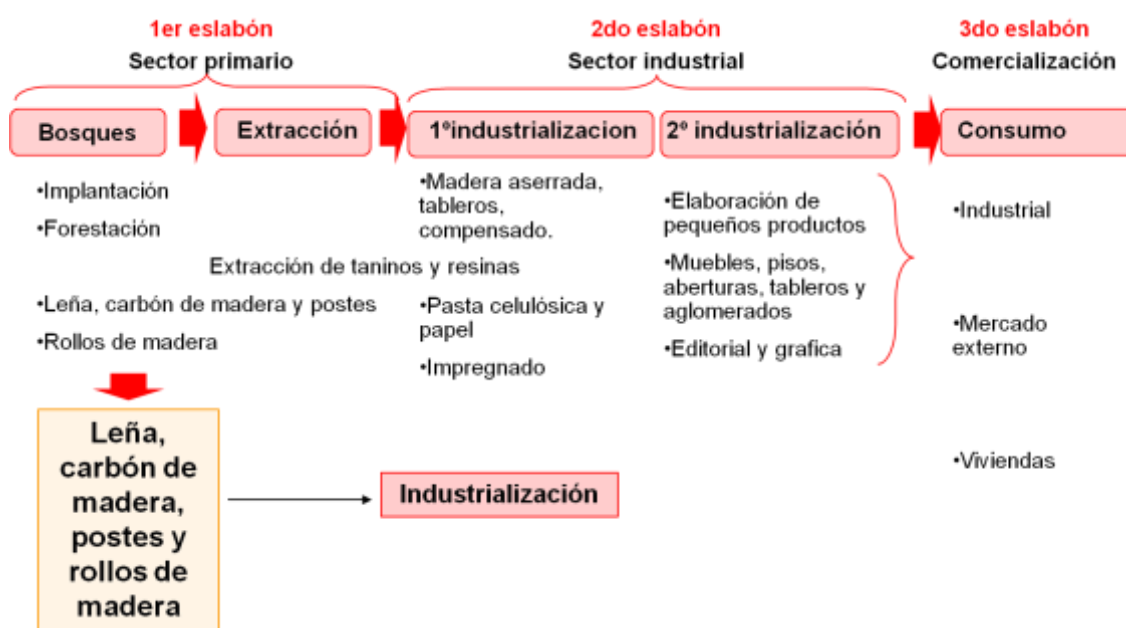 1er eslabón
Sector primario
2do eslabón
Sector industrial
3do eslabón
Comercialización
Bosques
Extracción
1ºindustrializacion
2º industrialización
Consumo
•Implantación
•Forestación
Extracción de taninos y resinas
•Leña, carbón de madera y postes
•Rollos de madera
•Madera aserrada,
tableros,
compensado.
•Pasta celulósica y
papel
•Impregnado
•Elaboración de
pequeños productos
•Muebles, pisos,
aberturas, tableros y
aglomerados
•Editorial y grafica
•Industrial
•Mercado
externo
•Viviendas
Leña,
carbón de
madera,
postes y
rollos de
madera
Industrialización